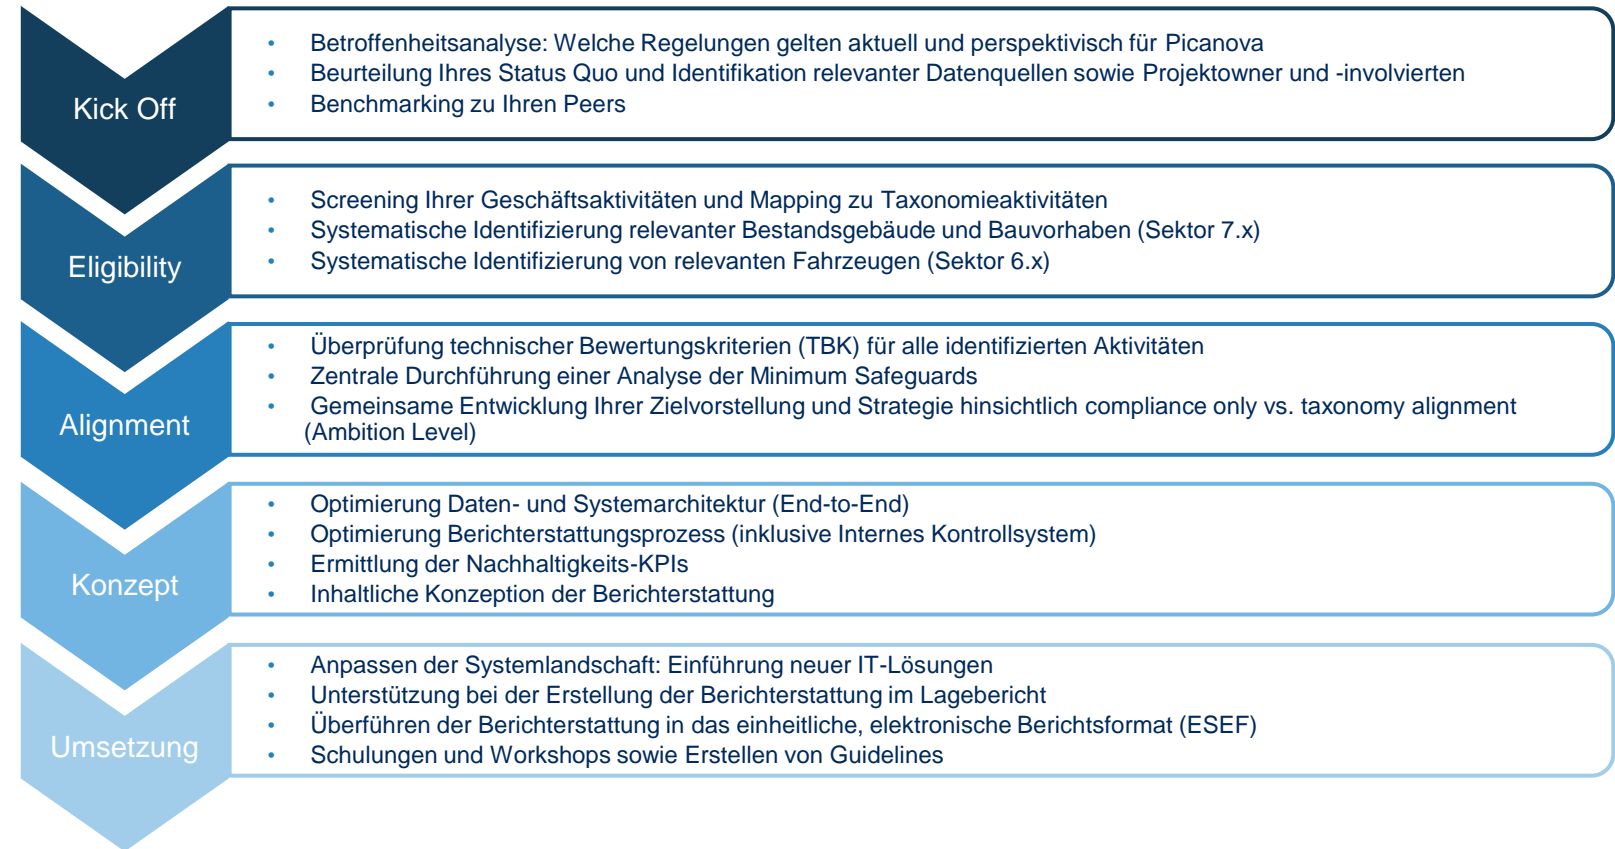 Kick Off
• Betroffenheitsanalyse: Welche Regelungen gelten aktuell und perspektivisch für Picanova
• Beurteilung Ihres Status Quo und Identifikation relevanter Datenquellen sowie Projektowner und -involvierten
• Benchmarking zu Ihren Peers
Eligibility
• Screening Ihrer Geschäftsaktivitäten und Mapping zu Taxonomieaktivitäten
• Systematische Identifizierung relevanter Bestandsgebäude und Bauvorhaben (Sektor 7.x)
• Systematische Identifizierung von relevanten Fahrzeugen (Sektor 6.x)
Alignment
• Überprüfung technischer Bewertungskriterien (TBK) für alle identifizierten Aktivitäten
• Zentrale Durchführung einer Analyse der Minimum Safeguards
• Gemeinsame Entwicklung Ihrer Zielvorstellung und Strategie hinsichtlich compliance only vs. taxonomy alignment
(Ambition Level)
Konzept
• Optimierung Daten- und Systemarchitektur (End-to-End)
• Optimierung Berichterstattungsprozess (inklusive Internes Kontrollsystem)
• Ermittlung der Nachhaltigkeits-KPIs
• Inhaltliche Konzeption der Berichterstattung
Umsetzung
• Anpassen der Systemlandschaft: Einführung neuer IT-Lösungen
• Unterstützung bei der Erstellung der Berichterstattung im Lagebericht
• Überführen der Berichterstattung in das einheitliche, elektronische Berichtsformat (ESEF)
• Schulungen und Workshops sowie Erstellen von Guidelines